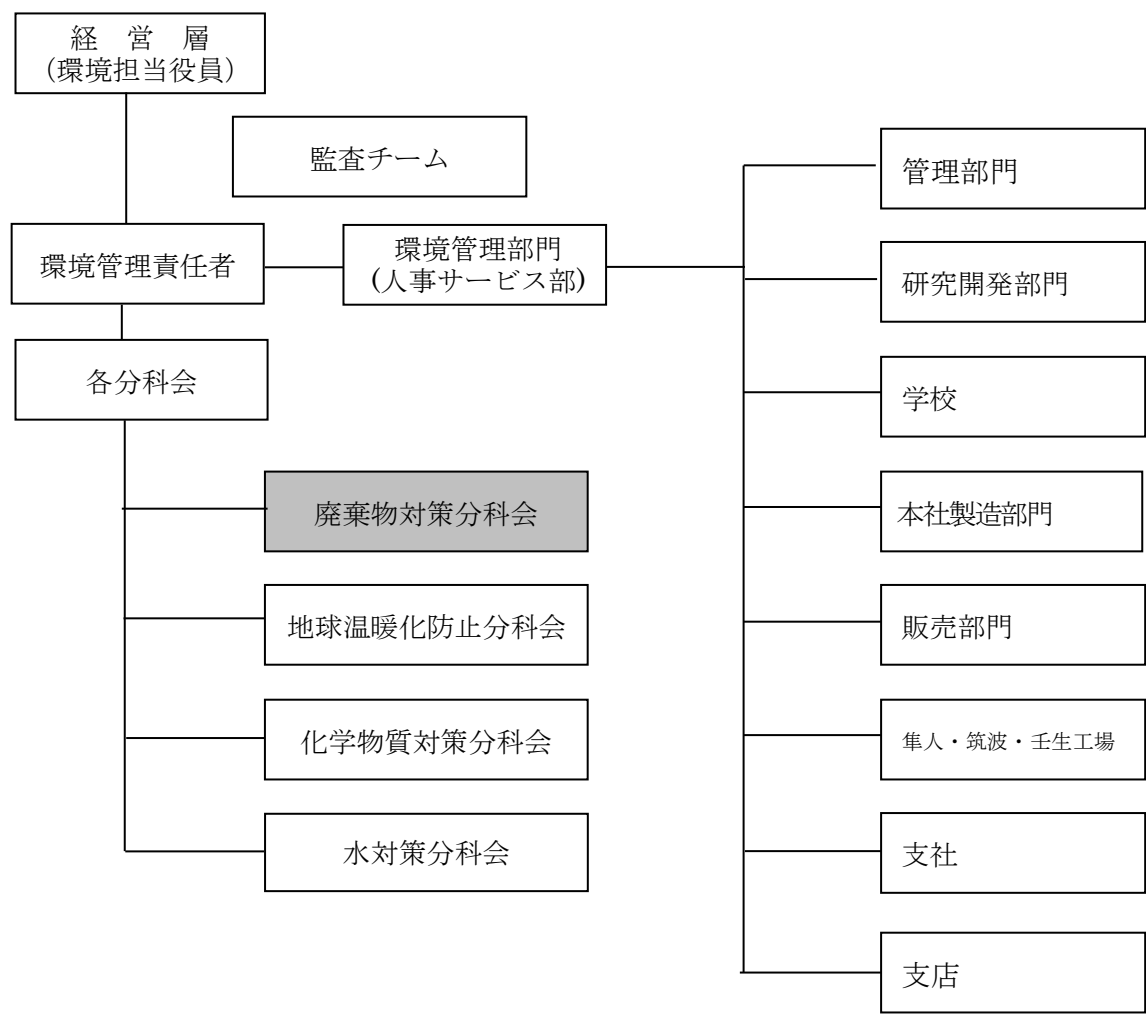 経 営 層
(環境担当役員)
監査チーム
環境管理責任者
環境管理部門
(人事サービス部)
各分科会
廃棄物対策分科会
地球温暖化防止分科会
化学物質対策分科会
水対策分科会
管理部門
研究開発部門
学校
本社製造部門
販売部門
隼人・筑波・壬生工場
支社
支店